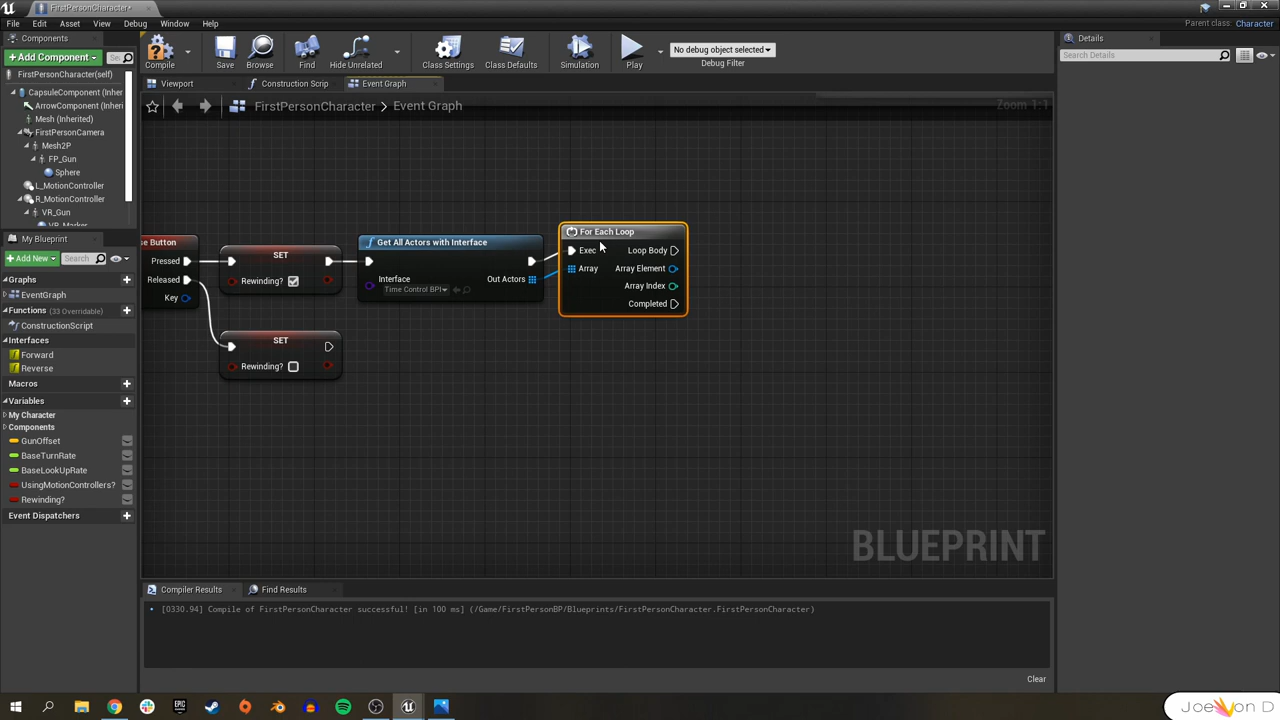 FirstPersonCharacter*
File Edit Asset View Debug Window Help
Parent class: Character
Components
+Add Component
FirstPersonCharacter(self)
CapsuleComponent (Inher
ArrowComponent (Inheri
Mesh (Inherited)
FirstPersonCamera
Mesh2P
FP_Gun
Sphere
L_MotionController
R_MotionController
VR_Gun
Compile
Save
Browse
Find
Hide Unrelated
Class Settings
Class Defaults
Simulation
Play
No debug object selected
Debug Filter
Details
Search Details
Viewport
Construction Scrip
Event Graph
FirstPersonCharacter > Event Graph
Zoom 1:1
se Button
Pressed
Released
Key
SET
Rewinding?
SET
Rewinding?
Get All Actors with Interface
Interface
Time Control BPI
Out Actors
For Each Loop
Exec
Loop Body
Array
Array Element
Array Index
Completed
BLUEPRINT
My Blueprint
+Add New
Graphs
EventGraph
Functions (33 Overridable)
ConstructionScript
Interfaces
Forward
Reverse
Macros
Variables
My Character
Components
GunOffset
BaseTurnRate
BaseLookUpRate
UsingMotionControllers?
Rewinding?
Event Dispatchers
Compiler Results
Find Results
[0330.94] Compile of FirstPersonCharacter successful! [in 100 ms] (/Game/FirstPersonBP/Blueprints/FirstPersonCharacter.FirstPersonCharacter)
Clear